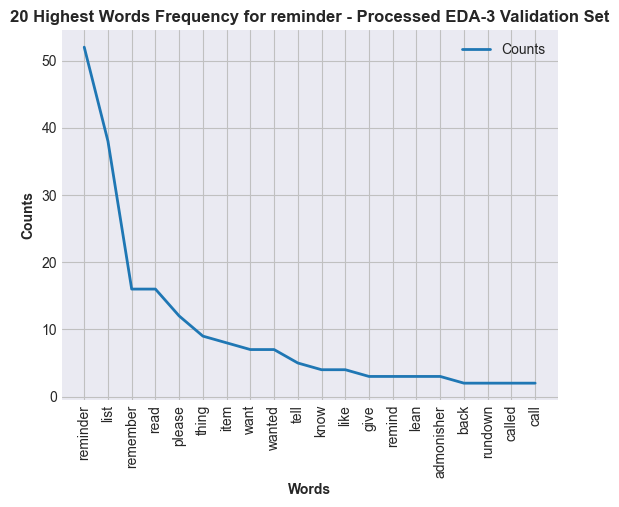 20 Highest Words Frequency for reminder - Processed EDA-3 Validation Set
Counts
50
40
30
20
10
0
Counts
reminder
list
remember
read
please
thing
item
want
wanted
tell
know
like
give
remind
lean
admonisher
back
rundown
called
call
Words